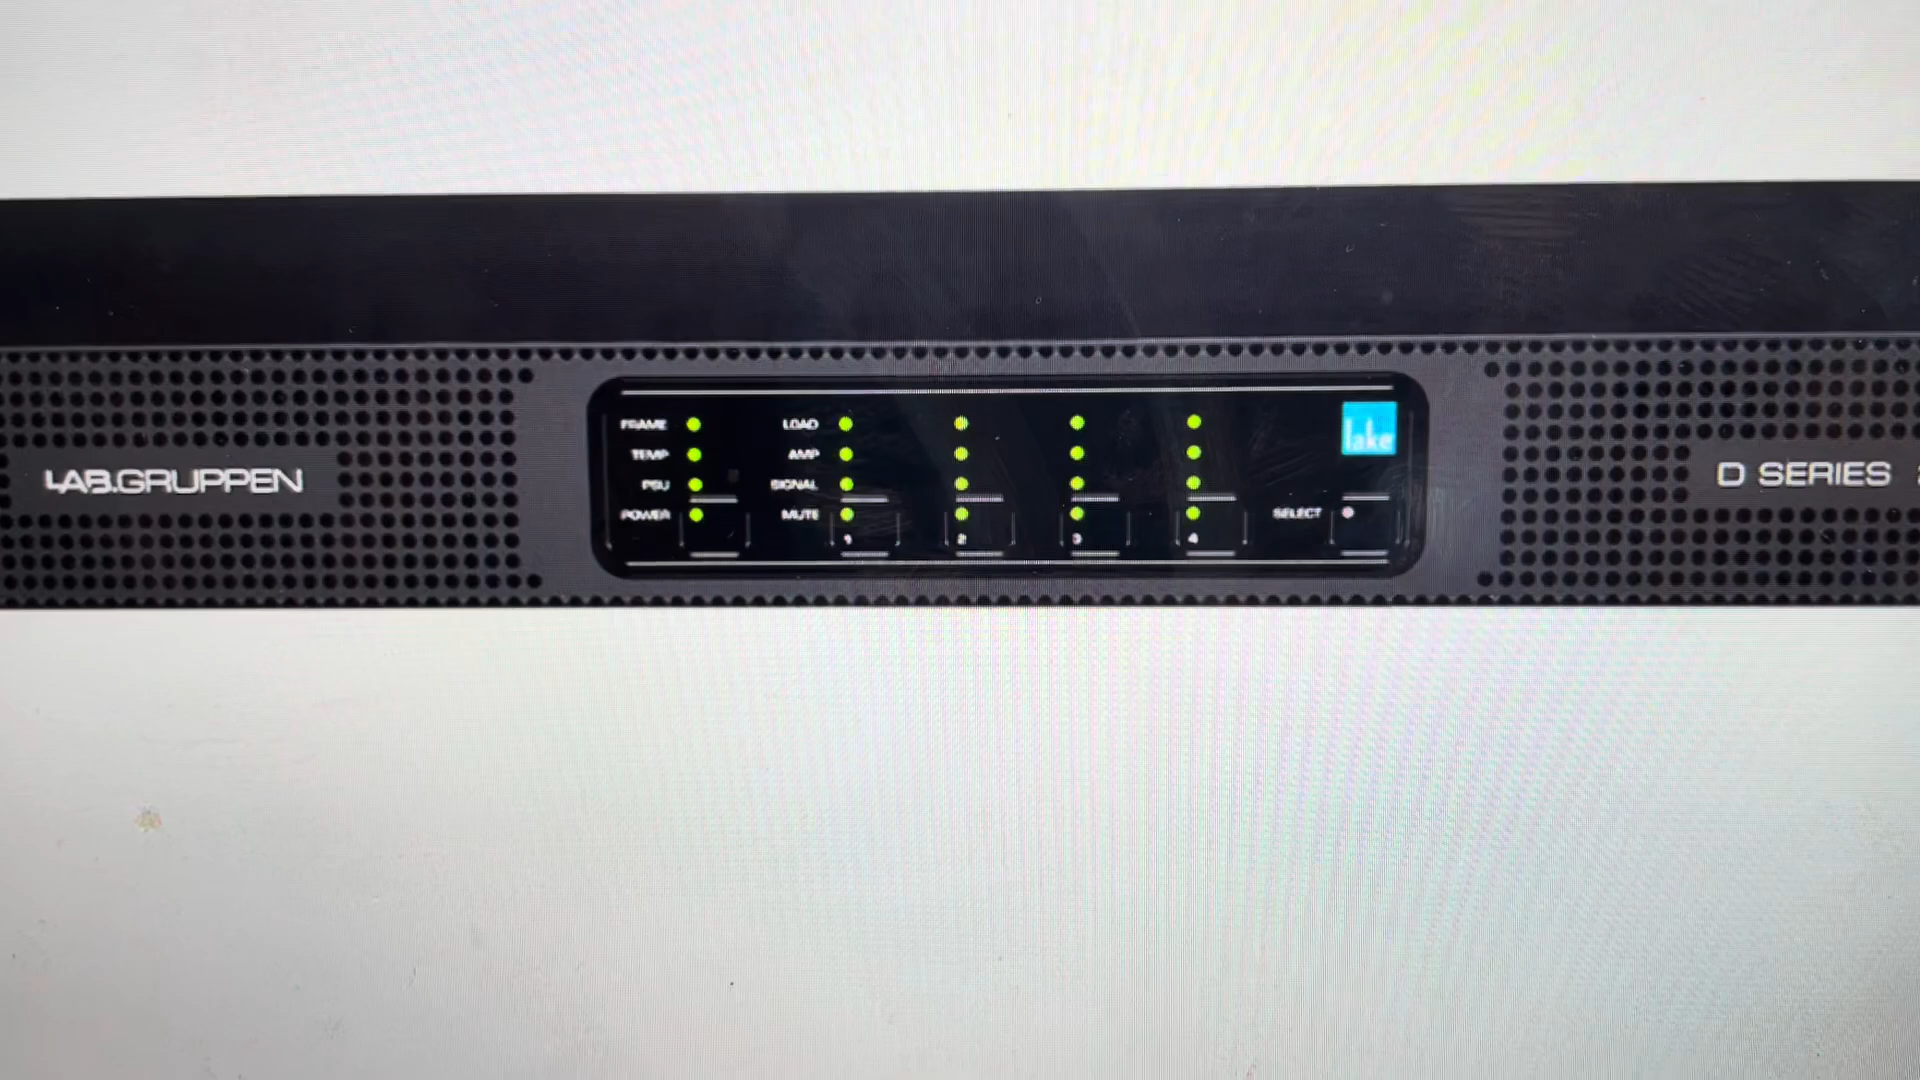 LAB.GRUPPEN
FRAME LOAD
TEMP AMP
PSU SIGNAL
POWER MUTE
1 2 3 4
SELECT
lake
D SERIES